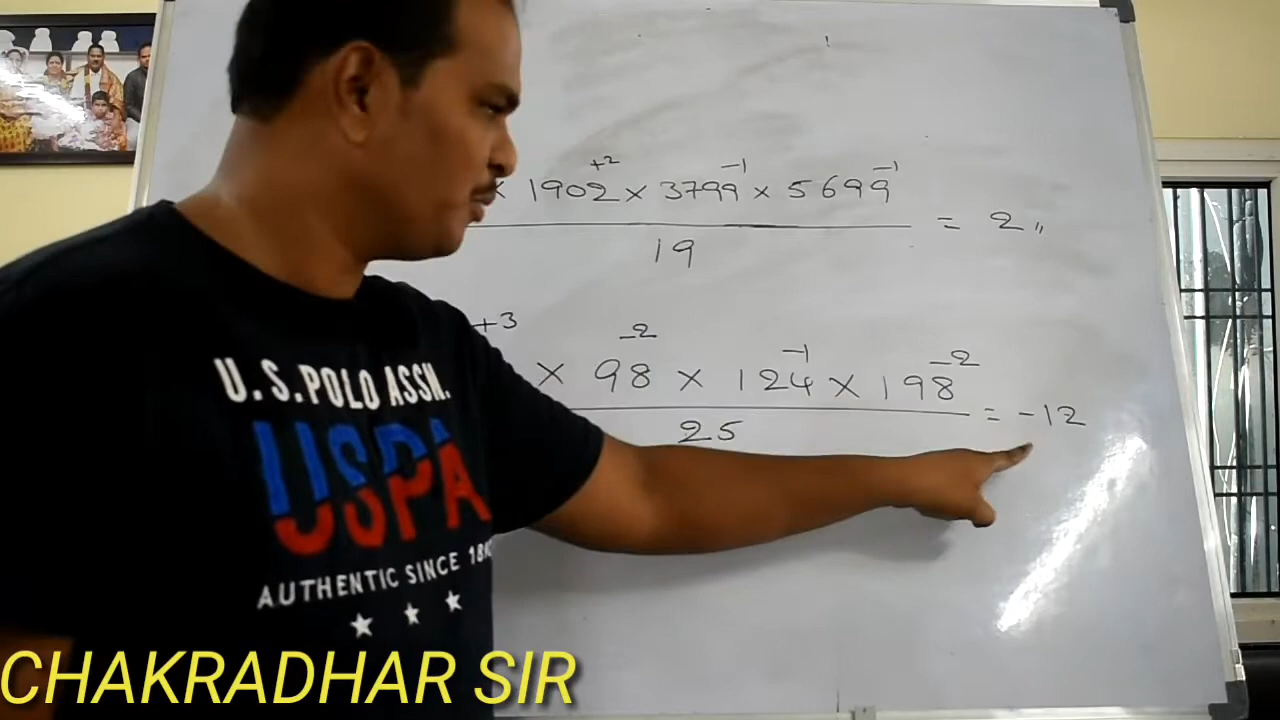 +2 -1 -1
× 1902 × 3799 × 5699
19
= 2,,
+3 -2 -1 -2
× 98 × 124 × 198
25
= -12
U.S. POLO ASSN.
USPA
AUTHENTIC SINCE
CHAKRADHAR SIR